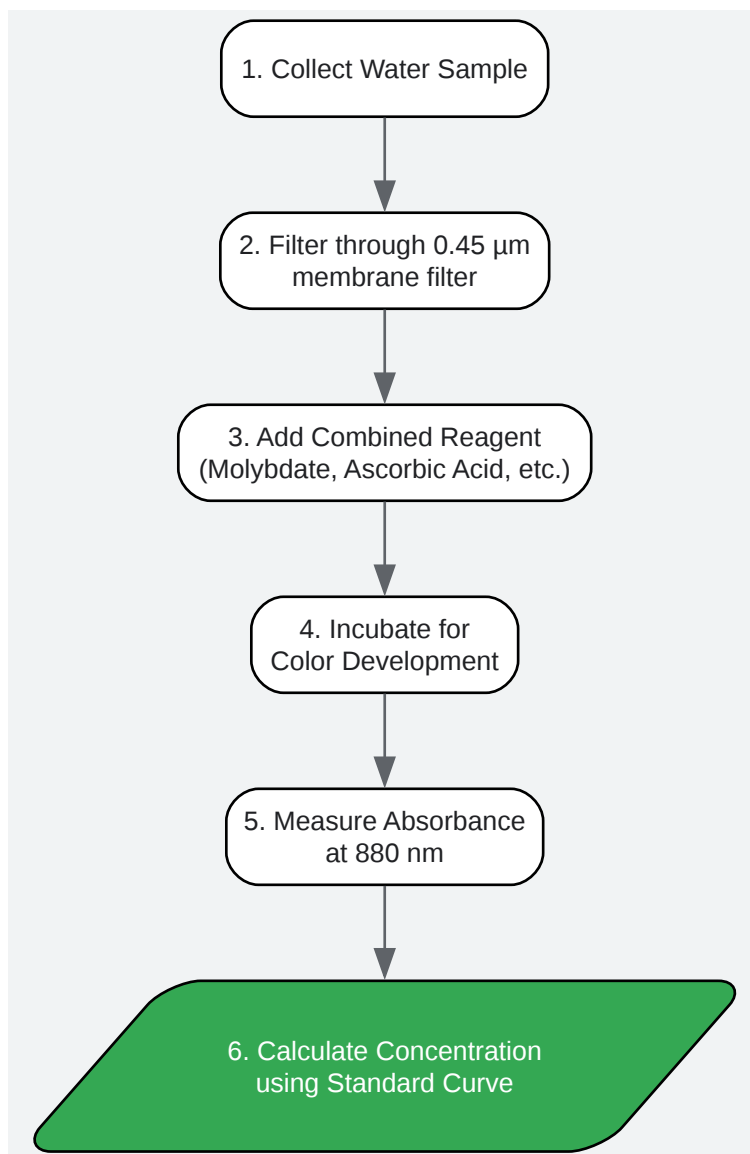 1. Collect Water Sample
2. Filter through 0.45 µm
membrane filter
3. Add Combined Reagent
(Molybdate, Ascorbic Acid, etc.)
4. Incubate for
Color Development
5. Measure Absorbance
at 880 nm
6. Calculate Concentration
using Standard Curve